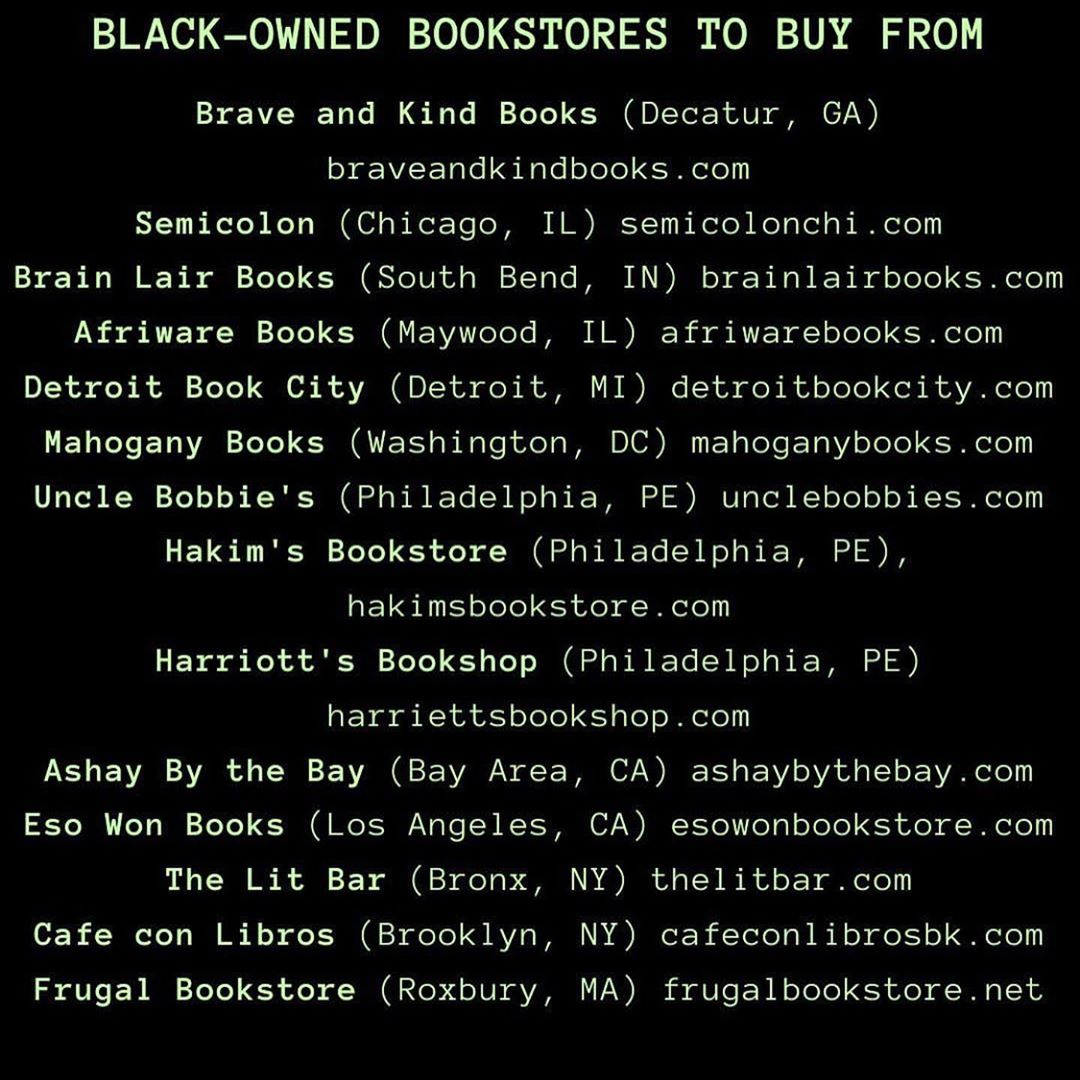 BLACK-OWNED BOOKSTORES TO BUY FROM
Brave and Kind Books (Decatur, GA)
braveandkindbooks.com
Semicolon (Chicago, IL) semicolonchi.com
Brain Lair Books (South Bend, IN) brainlairbooks.com
Afriware Books (Maywood, IL) afriwarebooks.com
Detroit Book City (Detroit, MI) detroitbookcity.com
Mahogany Books (Washington, DC) mahoganybooks.com
Uncle Bobbie's (Philadelphia, PE) unclebobbies.com
Hakim's Bookstore (Philadelphia, PE),
hakimsbookstore.com
Harriott's Bookshop (Philadelphia, PE)
harriettsbookshop.com
Ashay By the Bay (Bay Area, CA) ashaybythebay.com
Eso Won Books (Los Angeles, CA) esowonbookstore.com
The Lit Bar (Bronx, NY) thelitbar.com
Cafe con Libros (Brooklyn, NY) cafeconlibrosbk.com
Frugal Bookstore (Roxbury, MA) frugalbookstore.net